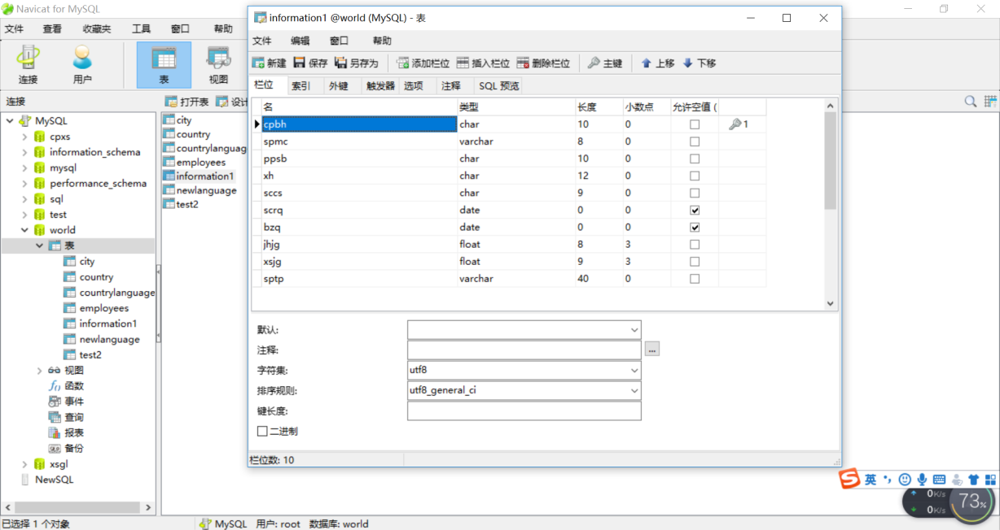 Navicat for MySQL
文件 查看 收藏夹 工具 窗口 帮助
连接 用户 表 视图
连接
打开表 设计
MySQL
cpxs
information_schema
mysql
performance_schema
sql
test
world
表
city
country
countrylanguage
employees
information1
newlanguage
test2
视图
函数
事件
查询
报表
备份
xsgl
NewSQL
city
country
countrylanguag
employees
information1
newlanguage
test2
information1 @world (MySQL) - 表
文件 编辑 窗口 帮助
新建 保存 另存为 添加栏位 插入栏位 删除栏位 主键 上移 下移
栏位 索引 外键 触发器 选项 注释 SQL 预览
名 类型 长度 小数点 允许空值 (
cpbh char 10 0 1
spmc varchar 8 0
ppsb char 10 0
xh char 12 0
sccs char 9 0
scrq date 0 0
bzq date 0 0
jhjg float 8 3
xsjg float 9 3
sptp varchar 40 0
默认:
注释: ...
字符集: utf8
排序规则: utf8_general_ci
键长度:
二进制
栏位数: 10
S 英
0K/s
0K/s
73%
已选择 1 个对象 MySQL 用户: root 数据库: world